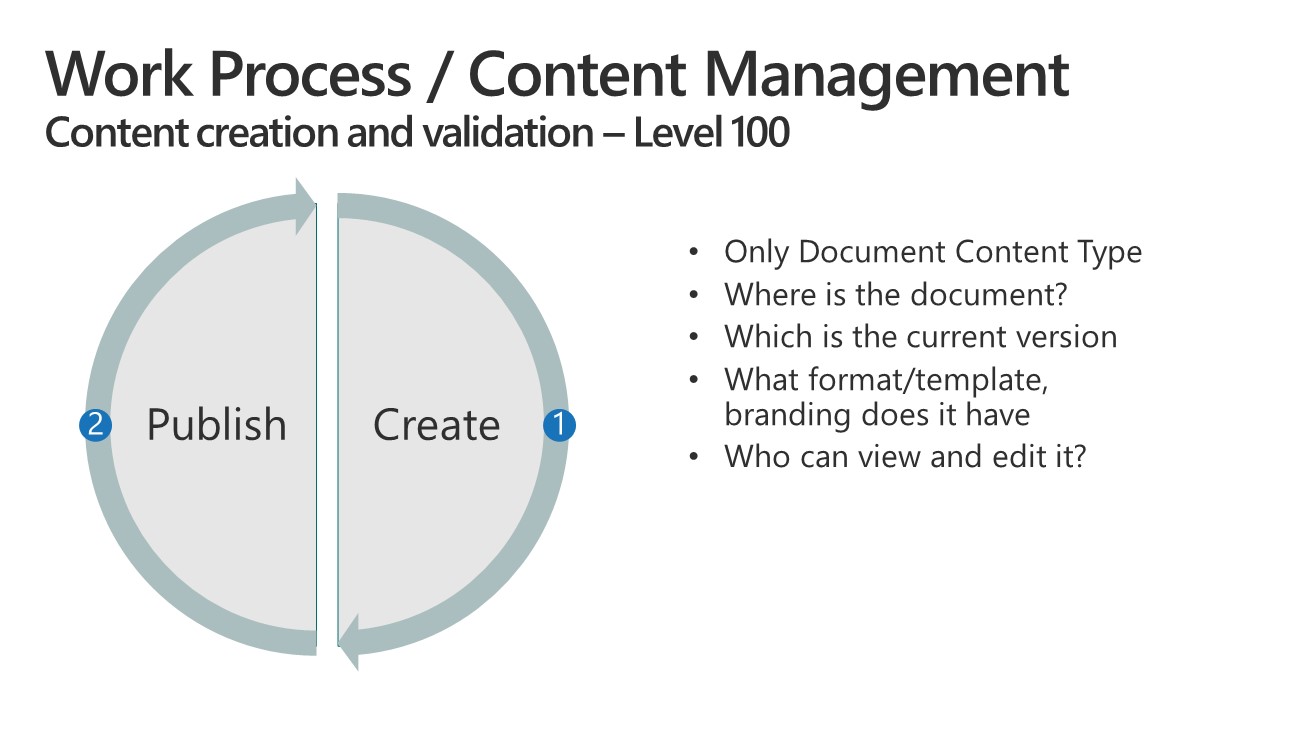 Work Process / Content Management
Content creation and validation – Level 100
2
Publish
Create
1
• Only Document Content Type
• Where is the document?
• Which is the current version
• What format/template,
branding does it have
• Who can view and edit it?